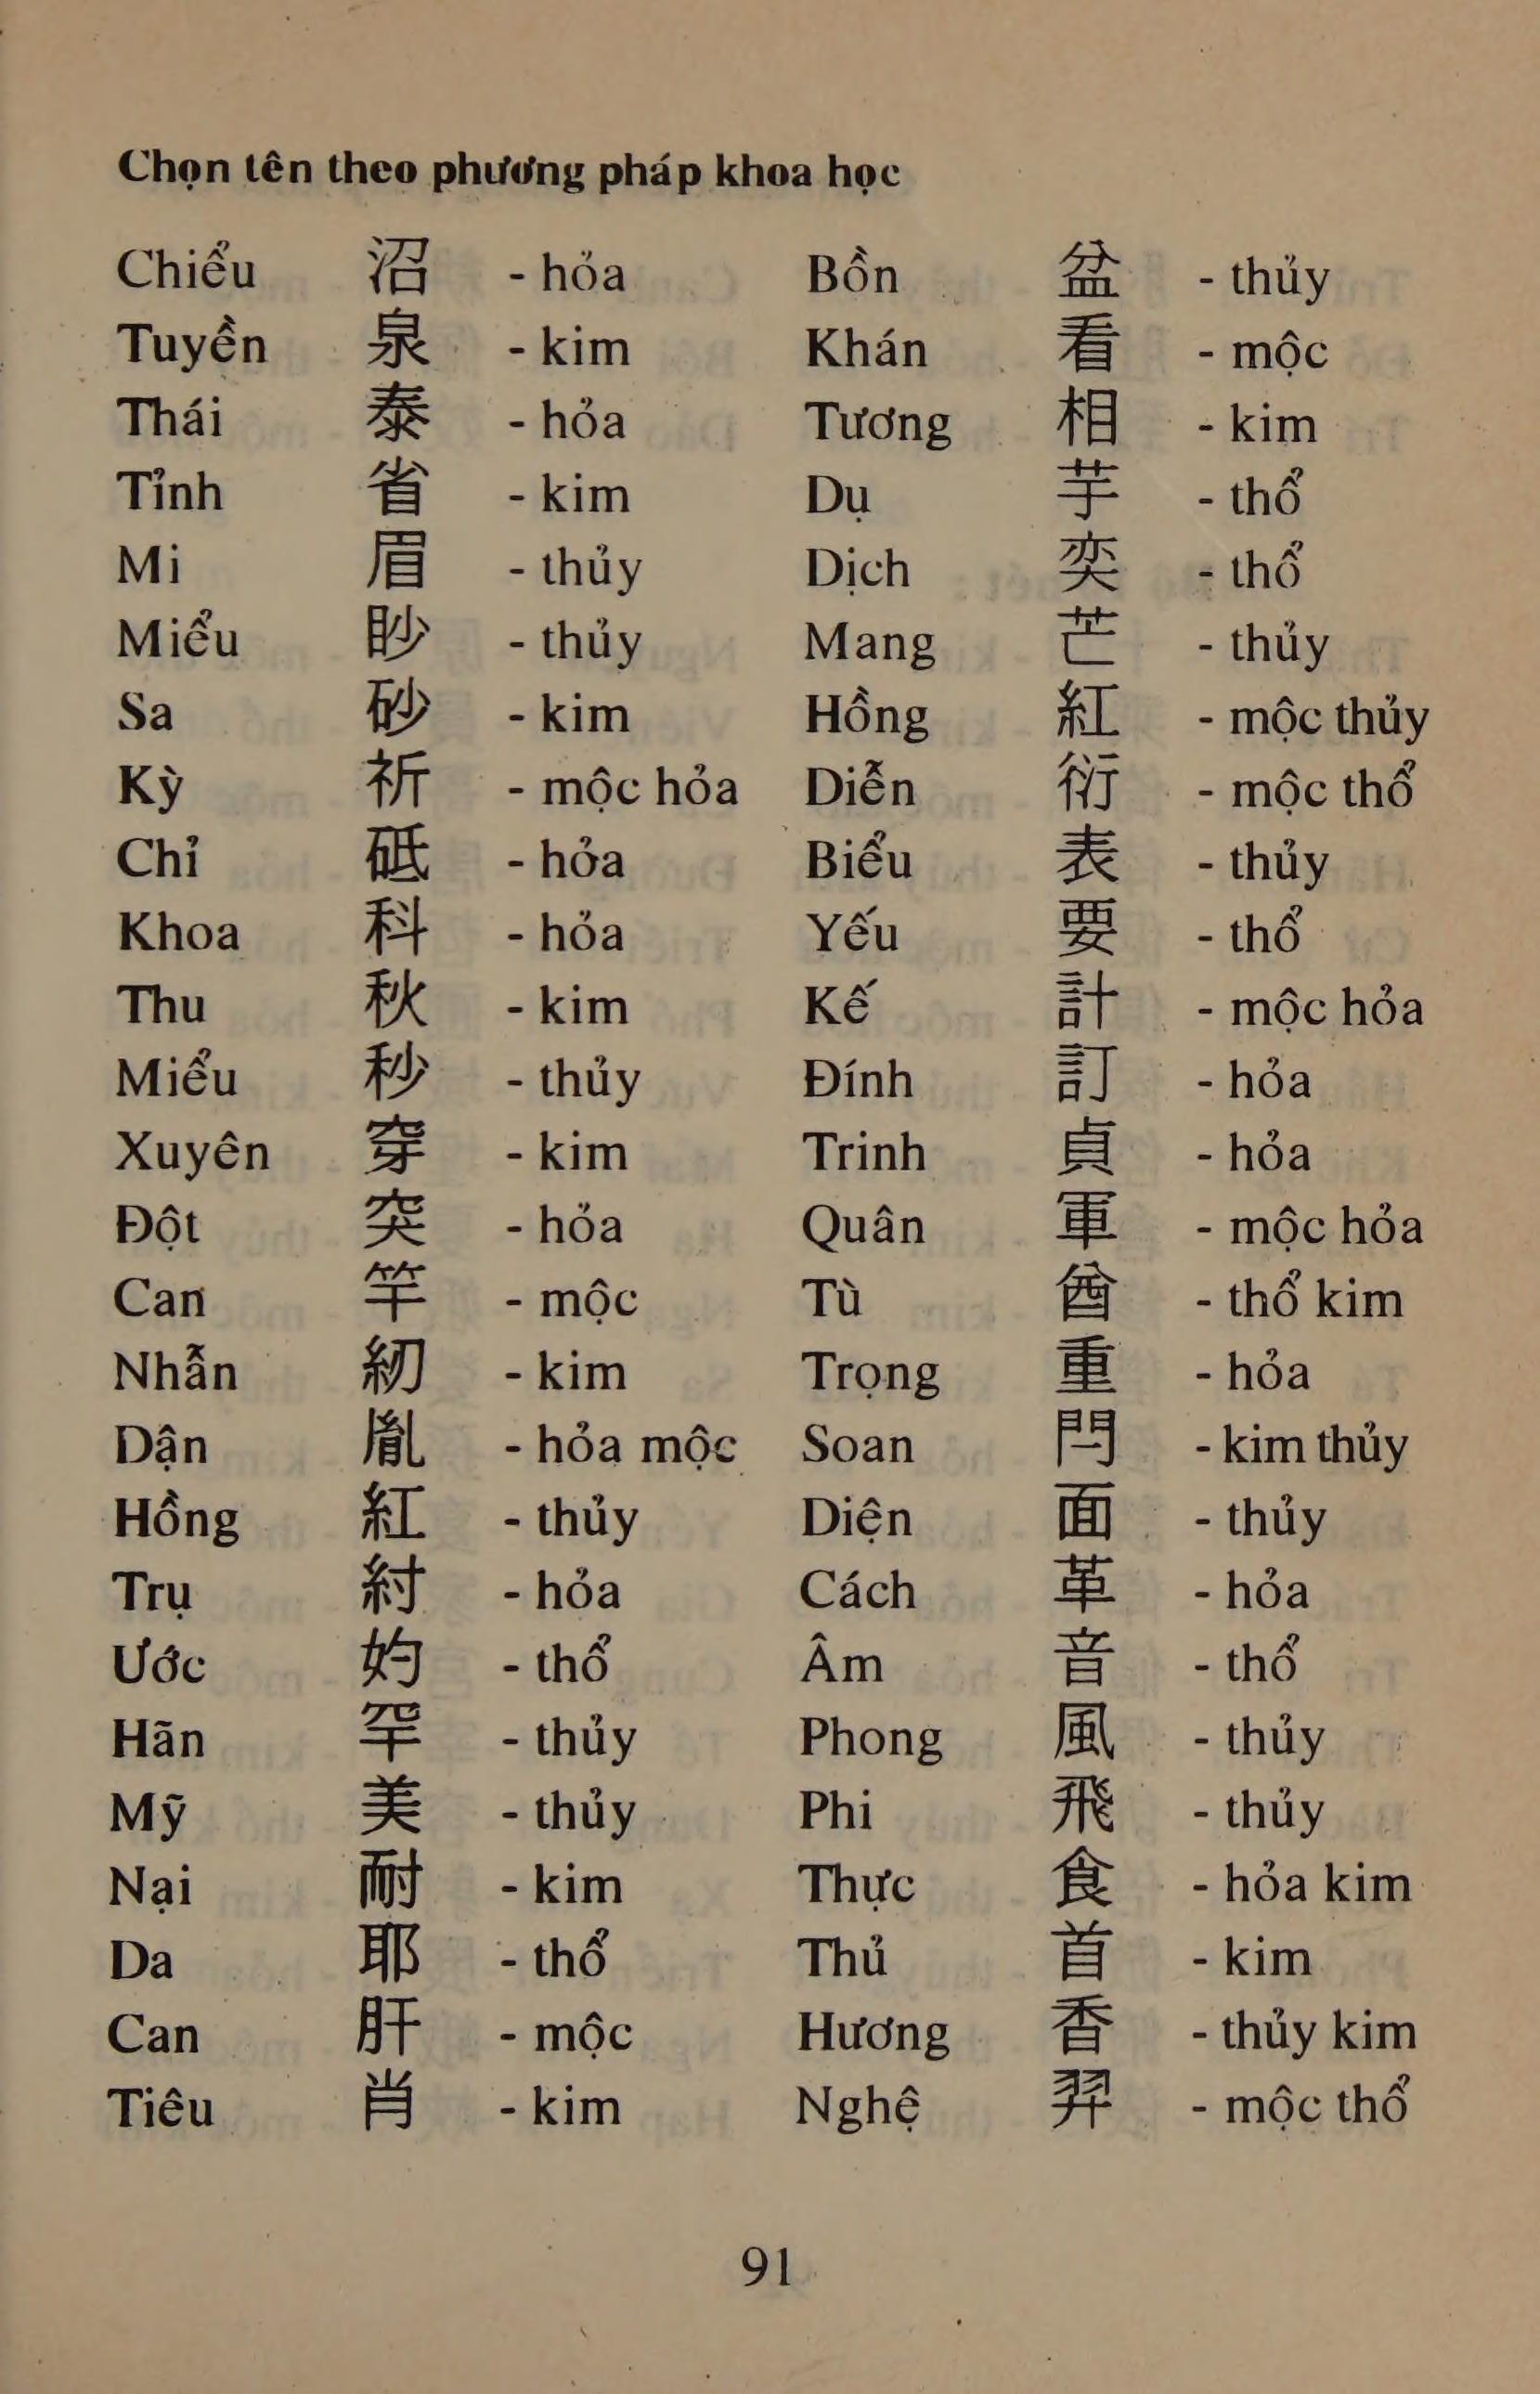 Chọn tên theo phương pháp khoa học
Chiểu 沼 - hỏa Bồn 盆 - thủy
Tuyền 泉 - kim Khán 看 - mộc
Thái 泰 - hỏa Tương 相 - kim
Tỉnh 省 - kim Dụ 芋 - thổ
Mi 眉 - thủy Dịch 奕 - thổ
Miểu 眇 - thủy Mang 芒 - thủy
Sa 砂 - kim Hồng 紅 - mộc thủy
Kỳ 祈 - mộc hỏa Diễn 衍 - mộc thổ
Chỉ 砥 - hỏa Biểu 表 - thủy
Khoa 科 - hỏa Yếu 要 - thổ
Thu 秋 - kim Kế 計 - mộc hỏa
Miểu 秒 - thủy Đính 訂 - hỏa
Xuyên 穿 - kim Trinh 貞 - hỏa
Đột 突 - hỏa Quân 軍 - mộc hỏa
Can 竿 - mộc Tù 酋 - thổ kim
Nhẫn 紉 - kim Trọng 重 - hỏa
Dận 胤 - hỏa mộc Soan 閂 - kim thủy
Hồng 紅 - thủy Diện 面 - thủy
Trụ 紂 - hỏa Cách 革 - hỏa
Ước 妁 - thổ Âm 音 - thổ
Hãn 罕 - thủy Phong 風 - thủy
Mỹ 美 - thủy Phi 飛 - thủy
Nại 耐 - kim Thực 食 - hỏa kim
Da 耶 - thổ Thủ 首 - kim
Can 肝 - mộc Hương 香 - thủy kim
Tiêu 肖 - kim Nghệ 羿 - mộc thổ
91